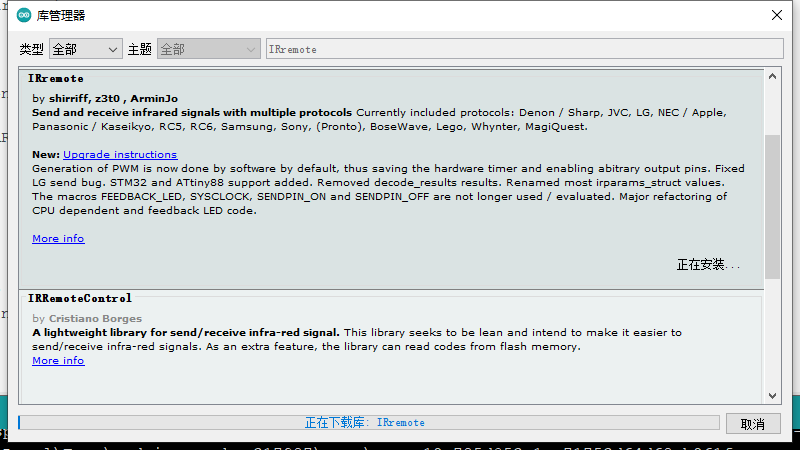 库管理器
类型 全部 主题 全部 IRremote
IRremote
by shirriff, z3t0 , ArminJo
Send and receive infrared signals with multiple protocols Currently included protocols: Denon / Sharp, JVC, LG, NEC / Apple,
Panasonic / Kaseikyo, RC5, RC6, Samsung, Sony, (Pronto), BoseWave, Lego, Whynter, MagiQuest.
New: Upgrade instructions
Generation of PWM is now done by software by default, thus saving the hardware timer and enabling abitrary output pins. Fixed
LG send bug. STM32 and ATtiny88 support added. Removed decode_results results. Renamed most irparams_struct values.
The macros FEEDBACK_LED, SYSCLOCK, SENDPIN_ON and SENDPIN_OFF are not longer used / evaluated. Major refactoring of
CPU dependent and feedback LED code.
More info
正在安装...
IRRemoteControl
by Cristiano Borges
A lightweight library for send/receive infra-red signal. This library seeks to be lean and intend to make it easier to
send/receive infra-red signals. As an extra feature, the library can read codes from flash memory.
More info
正在下载库: IRremote
取消